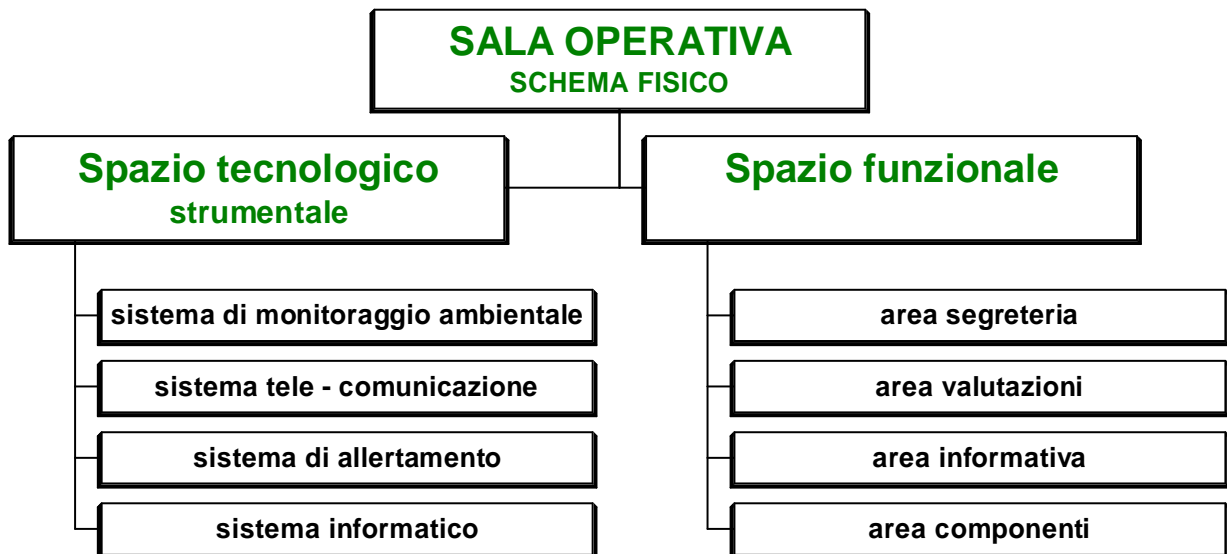 SALA OPERATIVA
SCHEMA FISICO
Spazio tecnologico
strumentale
sistema di monitoraggio ambientale
sistema tele - comunicazione
sistema di allertamento
sistema informatico
Spazio funzionale
area segreteria
area valutazioni
area informativa
area componenti